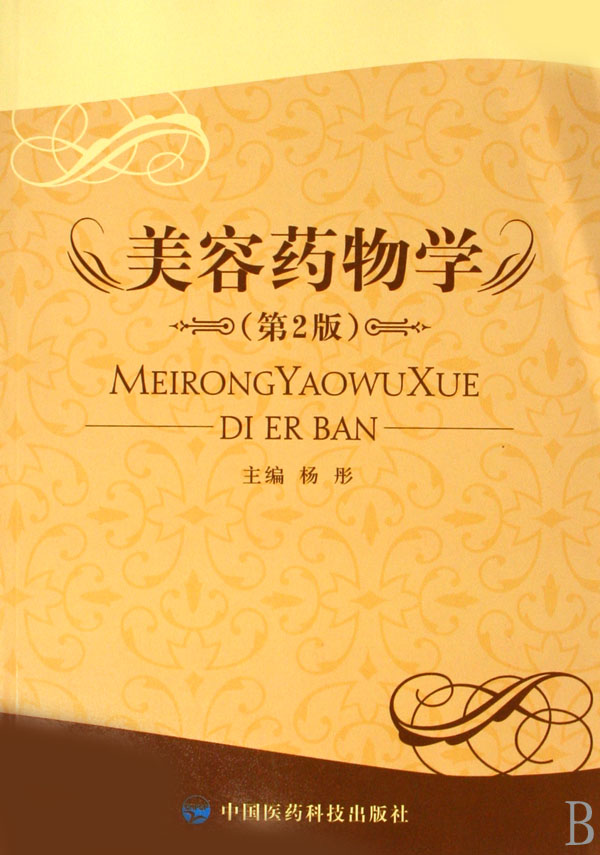 美容药物学
（第2版）
MEIRONGYAOWUXUE
DI ER BAN
主编 杨 彤
中国医药科技出版社
B